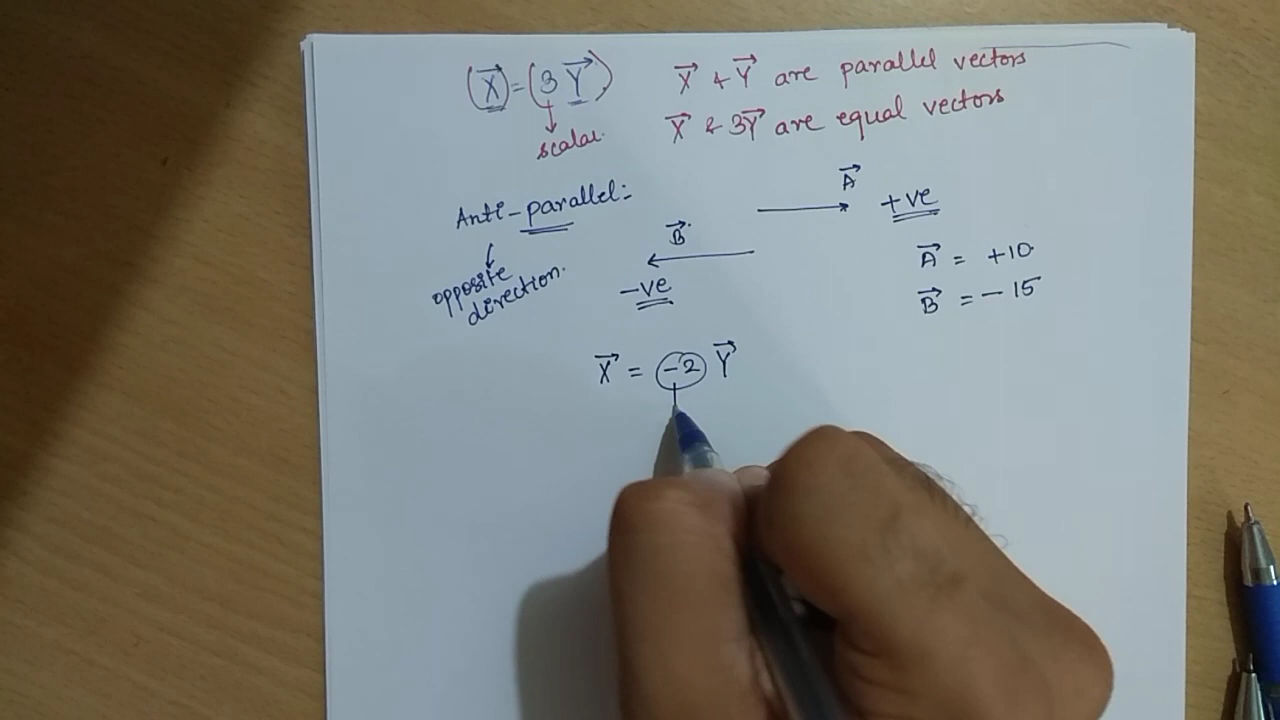 (X⃗) = (3 Y⃗) X⃗ & Y⃗ are parallel vectors
scalar. X⃗ & 3Y⃗ are equal vectors
Anti-parallel:- A⃗ +ve
opposite direction. B⃗ -ve
A⃗ = +10
B⃗ = -15
X⃗ = -2 Y⃗